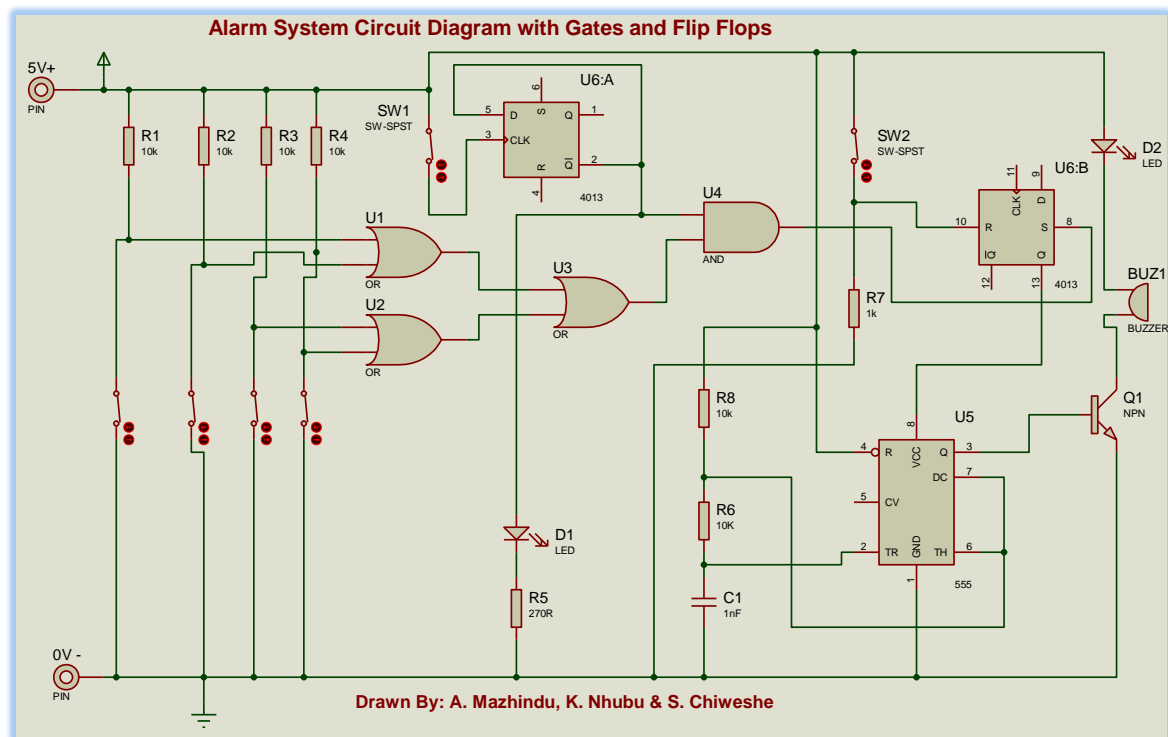 Alarm System Circuit Diagram with Gates and Flip Flops
5V+
PIN
R1
10k
R2
10k
R3
10k
R4
10k
SW1
SW-SPST
U6:A
5
D
6
S
Q
1
3
CLK
R
4
Q
2
4013
SW2
SW-SPST
D2
LED
U6:B
11
CLK
9
D
10
R
S
8
Q
12
Q
13
4013
U4
AND
U1
OR
U2
OR
U3
OR
R7
1k
BUZ1
BUZZER
R8
10k
Q1
NPN
U5
8
VCC
4
R
Q
3
DC
7
5
CV
2
TR
GND
1
TH
6
555
R6
10K
D1
LED
R5
270R
C1
1nF
0V -
PIN
Drawn By: A. Mazhindu, K. Nhubu & S. Chiweshe